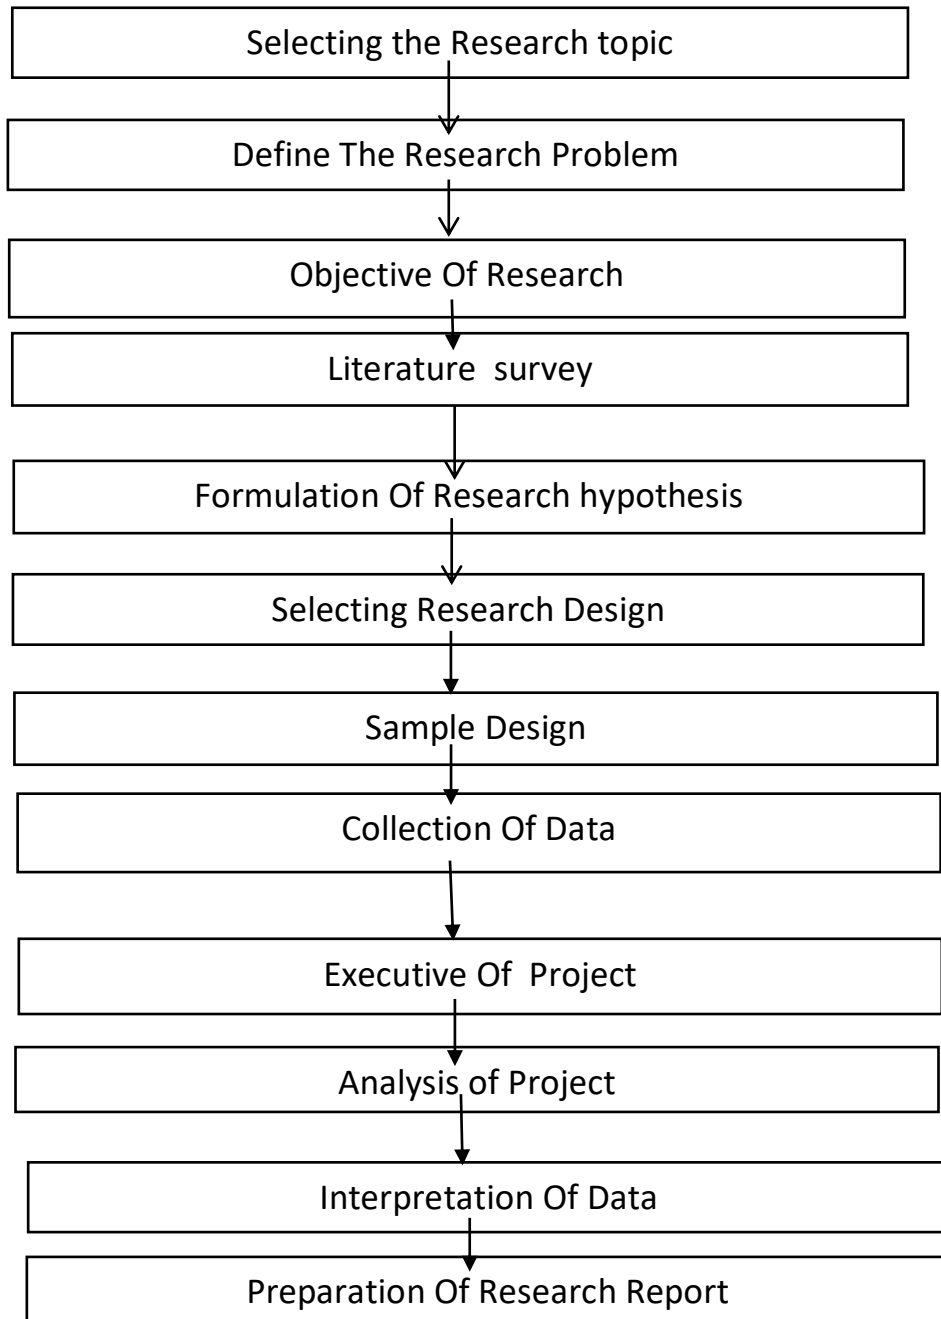 Selecting the Research topic
Define The Research Problem
Objective Of Research
Literature  survey
Formulation Of Research hypothesis
Selecting Research Design
Sample Design
Collection Of Data
Executive Of  Project
Analysis of Project
Interpretation Of Data
Preparation Of Research Report